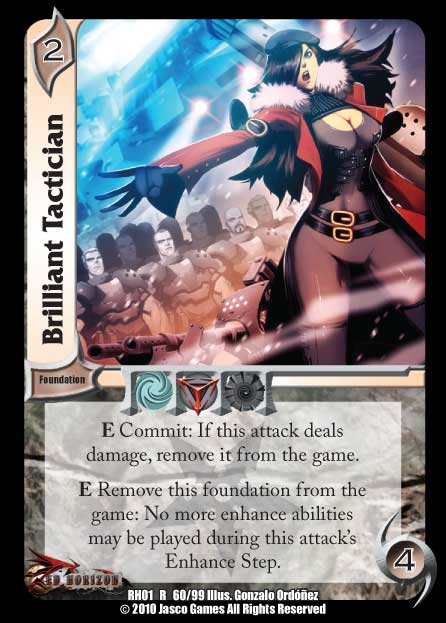 2
Brilliant Tactician
Foundation
E Commit: If this attack deals
damage, remove it from the game.
E Remove this foundation from the
game: No more enhance abilities
may be played during this attack's
Enhance Step.
4
RED HORIZON
RH01 R 60/99 Illus. Gonzalo Ordóñez
© 2010 Jasco Games All Rights Reserved